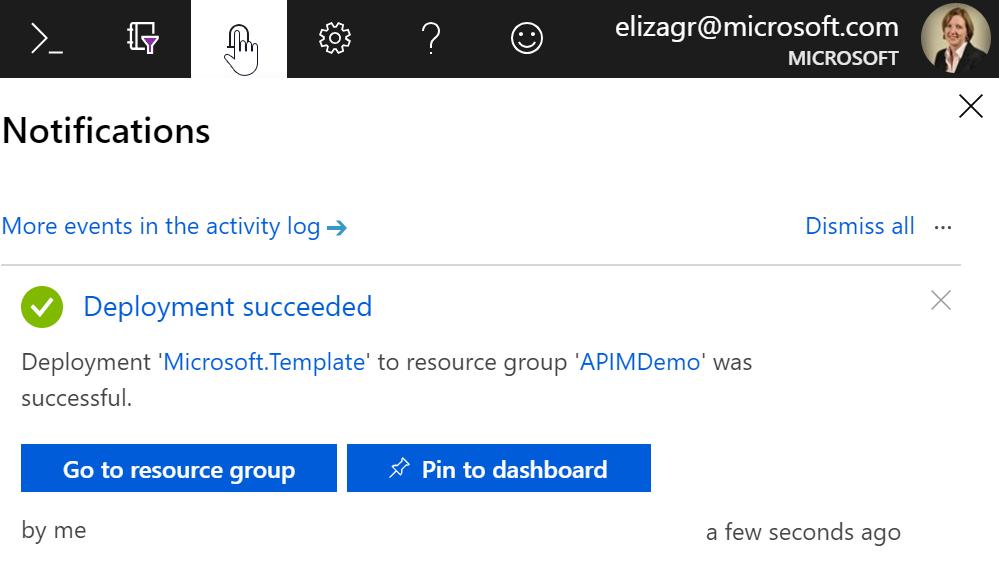 elizagr@microsoft.com
MICROSOFT
Notifications
More events in the activity log →
Dismiss all ...
Deployment succeeded
Deployment 'Microsoft.Template' to resource group 'APIMDemo' was
successful.
Go to resource group
Pin to dashboard
by me
a few seconds ago